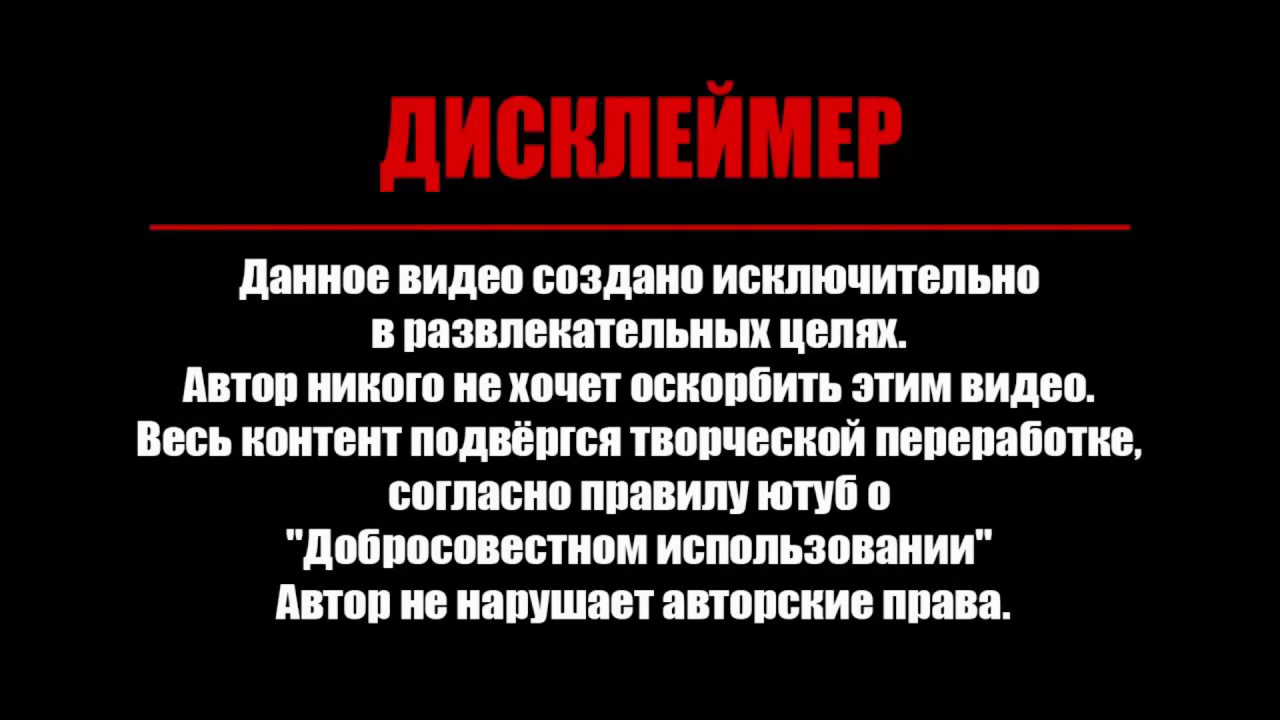 ДИСКЛЕЙМЕР
Данное видео создано исключительно
в развлекательных целях.
Автор никого не хочет оскорбить этим видео.
Весь контент подвёргся творческой переработке,
согласно правилу ютуб о
"Добросовестном использовании"
Автор не нарушает авторские права.